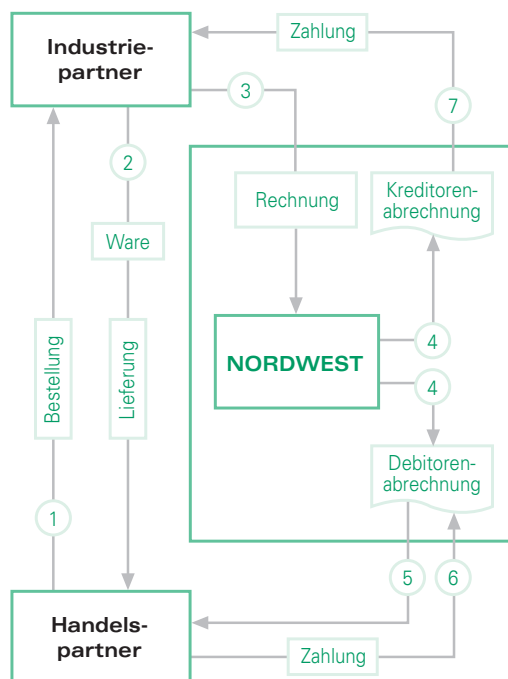 Industrie-
partner
Zahlung
3
7
2
Rechnung
Kreditoren-
abrechnung
Ware
Bestellung
Lieferung
NORDWEST
4
4
Debitoren-
abrechnung
1
5
6
Handels-
partner
Zahlung